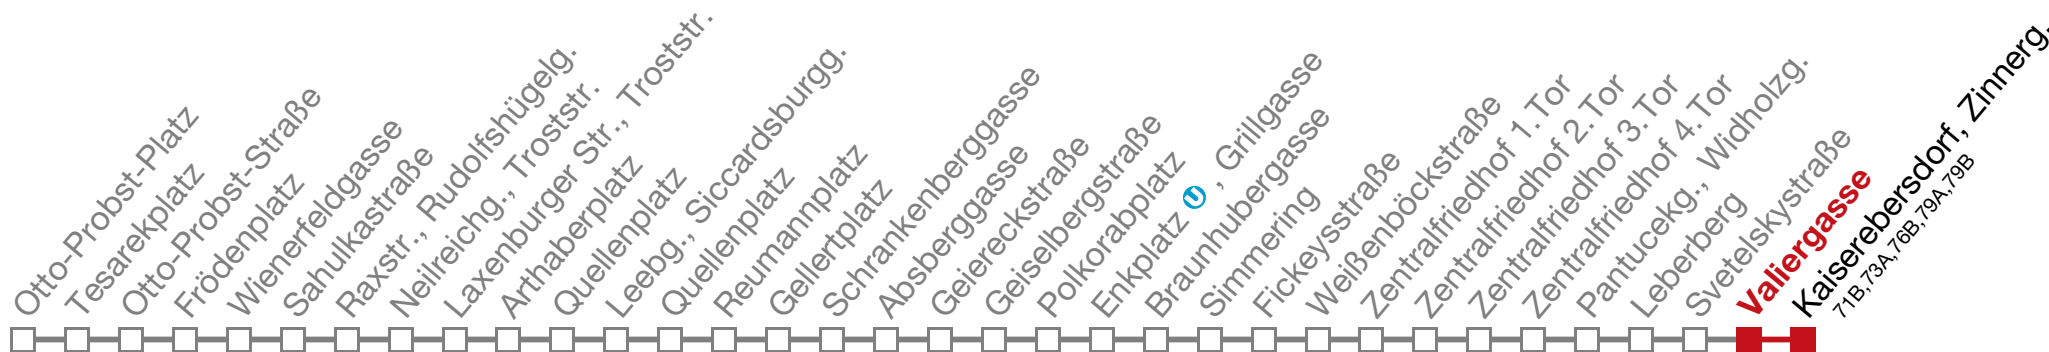 Otto-Probst-Platz
Tesarekplatz
Otto-Probst-Straße
Frödenplatz
Wienerfeldgasse
Sahulkastraße
Raxstr., Rudolfshügelg.
Neilreichg., Troststr.
Laxenburger Str., Troststr.
Arthaberplatz
Quellenplatz
Leebg., Siccardsburgg.
Quellenplatz
Reumannplatz
Gellertplatz
Schrankenberggasse
Absberggasse
Geiereckstraße
Geiselbergstraße
Polkorabplatz
Enkplatz U, Grillgasse
Braunhubergasse
Simmering
Fickeysstraße
Weißenböckstraße
Zentralfriedhof 1.Tor
Zentralfriedhof 2.Tor
Zentralfriedhof 3.Tor
Zentralfriedhof 4.Tor
Pantucekg., Widholzg.
Leberberg
Svetelskystraße
Valiergasse
Kaiserebersdorf, Zinnerg.
71B,73A,76B,79A,79B